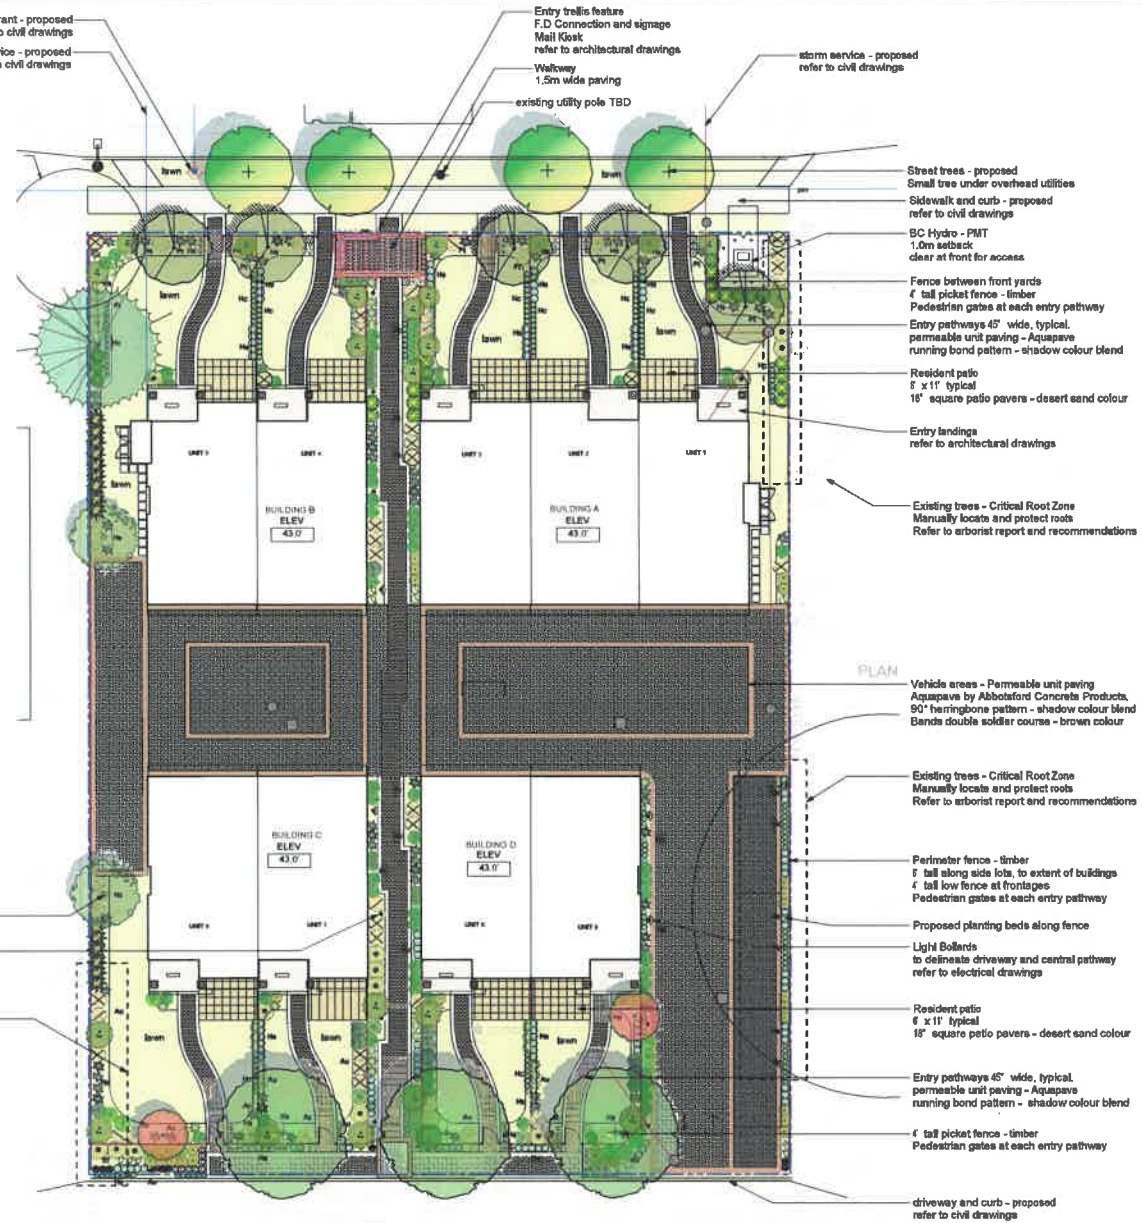 rant - proposed
o civil drawings
vice - proposed
civil drawings
Entry trellis feature
F.D Connection and signage
Mail Kiosk
refer to architectural drawings
Walkway
1.5m wide paving
existing utility pole TBD
storm service - proposed
refer to civil drawings
Street trees - proposed
Small tree under overhead utilities
Sidewalk and curb - proposed
refer to civil drawings
BC Hydro - PMT
1.0m setback
clear at front for access
Fence between front yards
4' tall picket fence - timber
Pedestrian gates at each entry pathway
Entry pathways 45" wide, typical.
permeable unit paving - Aquapave
running bond pattern - shadow colour blend
Resident patio
8' x 11' typical
18" square patio pavers - desert sand colour
Entry landings
refer to architectural drawings
Existing trees - Critical Root Zone
Manually locate and protect roots
Refer to arborist report and recommendations
PLAN
Vehicle areas - Permeable unit paving
Aquapave by Abbotsford Concrete Products,
90° herringbone pattern - shadow colour blend
Bands double soldier course - brown colour
Existing trees - Critical Root Zone
Manually locate and protect roots
Refer to arborist report and recommendations
Perimeter fence - timber
6' tall along side lots, to extent of buildings
4' tall low fence at frontages
Pedestrian gates at each entry pathway
Proposed planting beds along fence
Light Bollards
to delineate driveway and central pathway
refer to electrical drawings
Resident patio
6' x 11' typical
18" square patio pavers - desert sand colour
Entry pathways 45" wide, typical.
permeable unit paving - Aquapave
running bond pattern - shadow colour blend
4' tall picket fence - timber
Pedestrian gates at each entry pathway
driveway and curb - proposed
refer to civil drawings
lawn
lawn
lawn
lawn
lawn
UNIT 4
UNIT 2
UNIT 1
BUILDING B
ELEV
43.0'
BUILDING A
ELEV
43.0'
lawn
BUILDING C
ELEV
43.0'
BUILDING D
ELEV
43.0'
UNIT 7
lawn
lawn
lawn
lawn